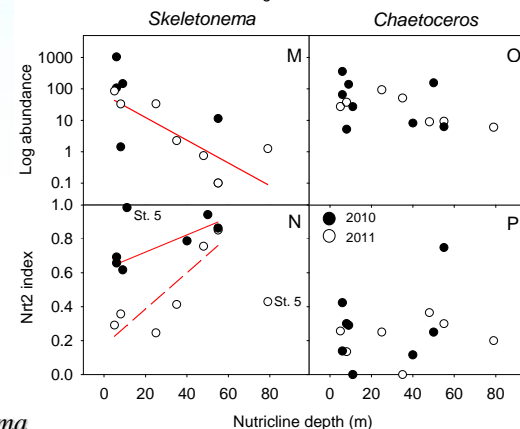 Skeletonema Chaetoceros
Log abundance
1000
100
10
1
0.1
M
O
Nrt2 index
1.0
0.8
0.6
0.4
0.2
0.0
St. 5
N
St. 5
2010
2011
P
0 20 40 60 80 0 20 40 60 80
Nutricline depth (m)
ma